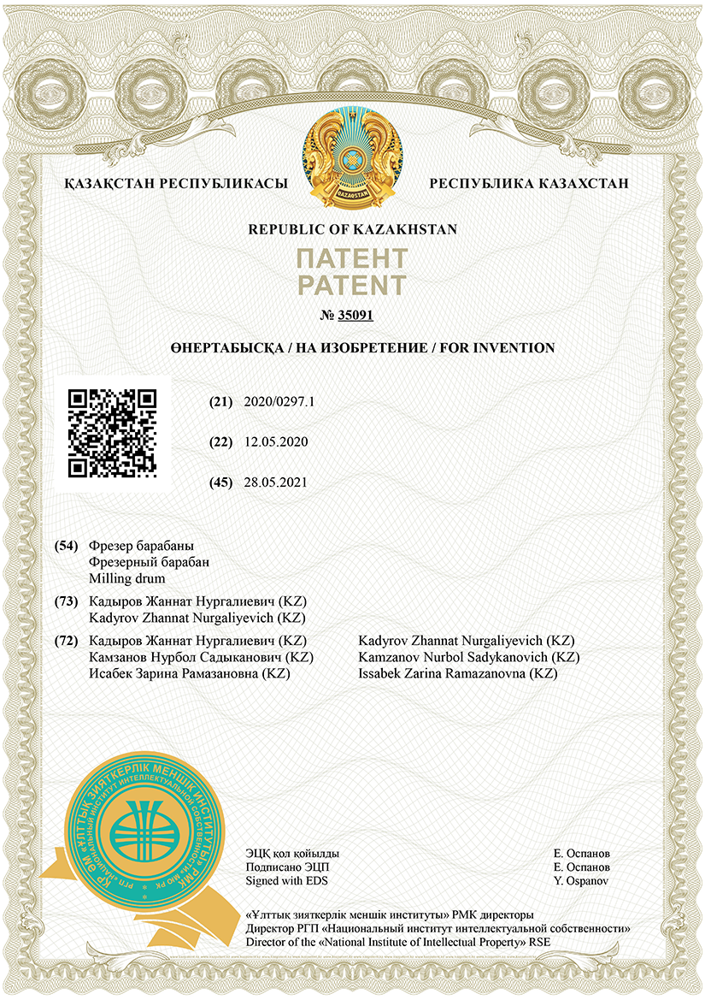 ҚАЗАҚСТАН РЕСПУБЛИКАСЫ
РЕСПУБЛИКА КАЗАХСТАН
QAZAQSTAN
REPUBLIC OF KAZAKHSTAN
ПАТЕНТ
PATENT
№ 35091
ӨНЕРТАБЫСҚА / НА ИЗОБРЕТЕНИЕ / FOR INVENTION
(21) 2020/0297.1
(22) 12.05.2020
(45) 28.05.2021
(54) Фрезер барабаны
Фрезерный барабан
Milling drum
(73) Кадыров Жаннат Нургалиевич (KZ)
Kadyrov Zhannat Nurgaliyevich (KZ)
(72) Кадыров Жаннат Нургалиевич (KZ) Kadyrov Zhannat Nurgaliyevich (KZ)
Камзанов Нурбол Садыканович (KZ) Kamzanov Nurbol Sadykanovich (KZ)
Исабек Зарина Рамазановна (KZ) Issabek Zarina Ramazanovna (KZ)
ҚР ӘМ «ҰЛТТЫҚ ЗИЯТКЕРЛІК МЕНШІК ИНСТИТУТЫ» РМК
РГП «НАЦИОНАЛЬНЫЙ ИНСТИТУТ ИНТЕЛЛЕКТУАЛЬНОЙ СОБСТВЕННОСТИ» МЮ РК
ЭЦҚ қол қойылды Е. Оспанов
Подписано ЭЦП Е. Оспанов
Signed with EDS Y. Ospanov
«Ұлттық зияткерлік меншік институты» РМК директоры
Директор РГП «Национальный институт интеллектуальной собственности»
Director of the «National Institute of Intellectual Property» RSE